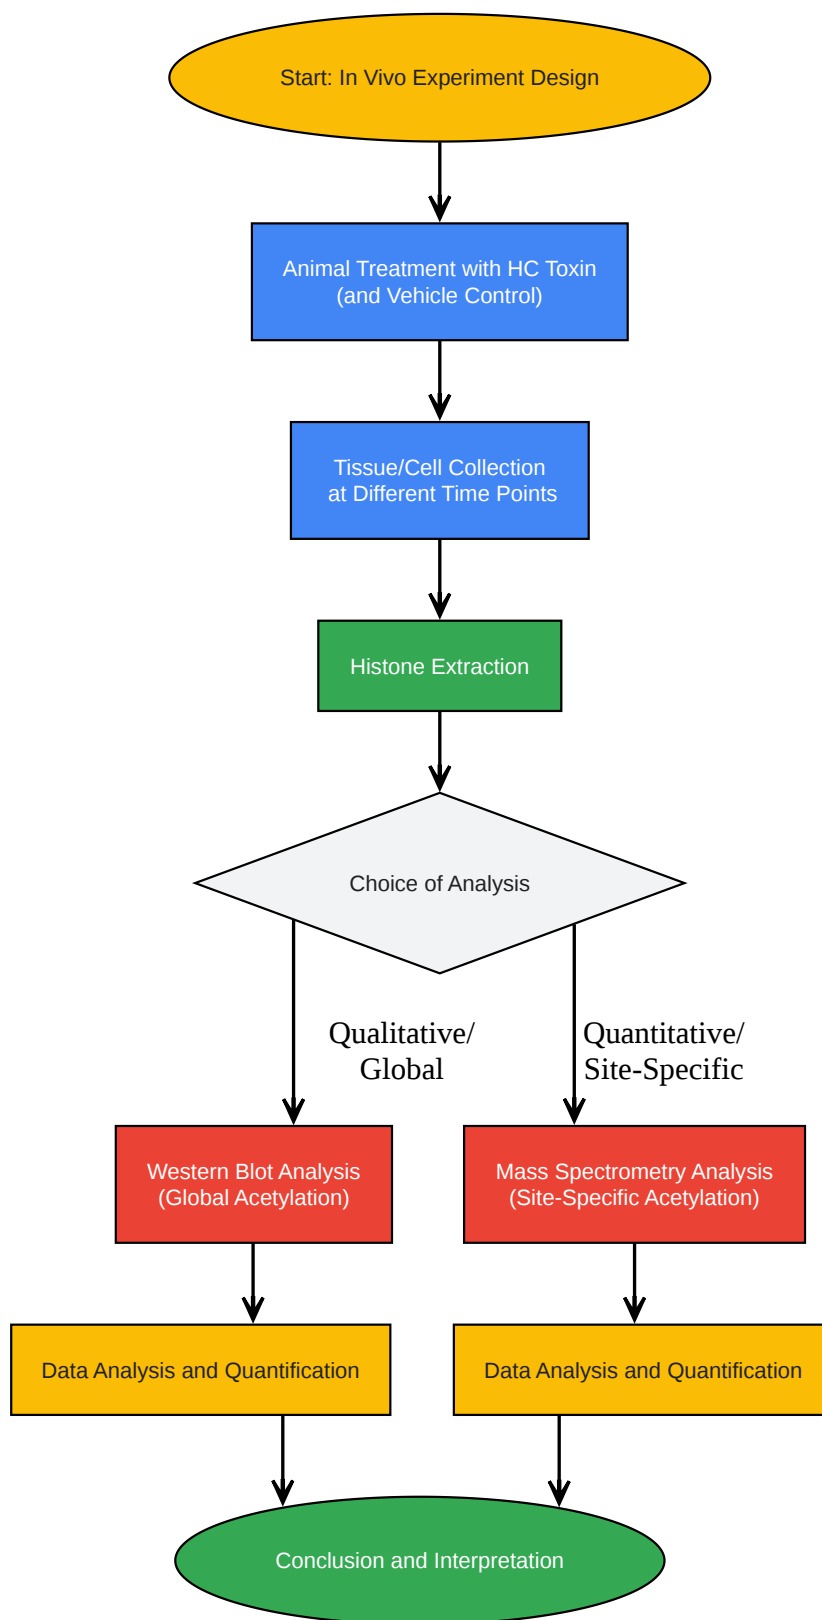 Start: In Vivo Experiment Design
Animal Treatment with HC Toxin
(and Vehicle Control)
Tissue/Cell Collection
at Different Time Points
Histone Extraction
Choice of Analysis
Qualitative/
Global
Quantitative/
Site-Specific
Western Blot Analysis
(Global Acetylation)
Mass Spectrometry Analysis
(Site-Specific Acetylation)
Data Analysis and Quantification
Data Analysis and Quantification
Conclusion and Interpretation